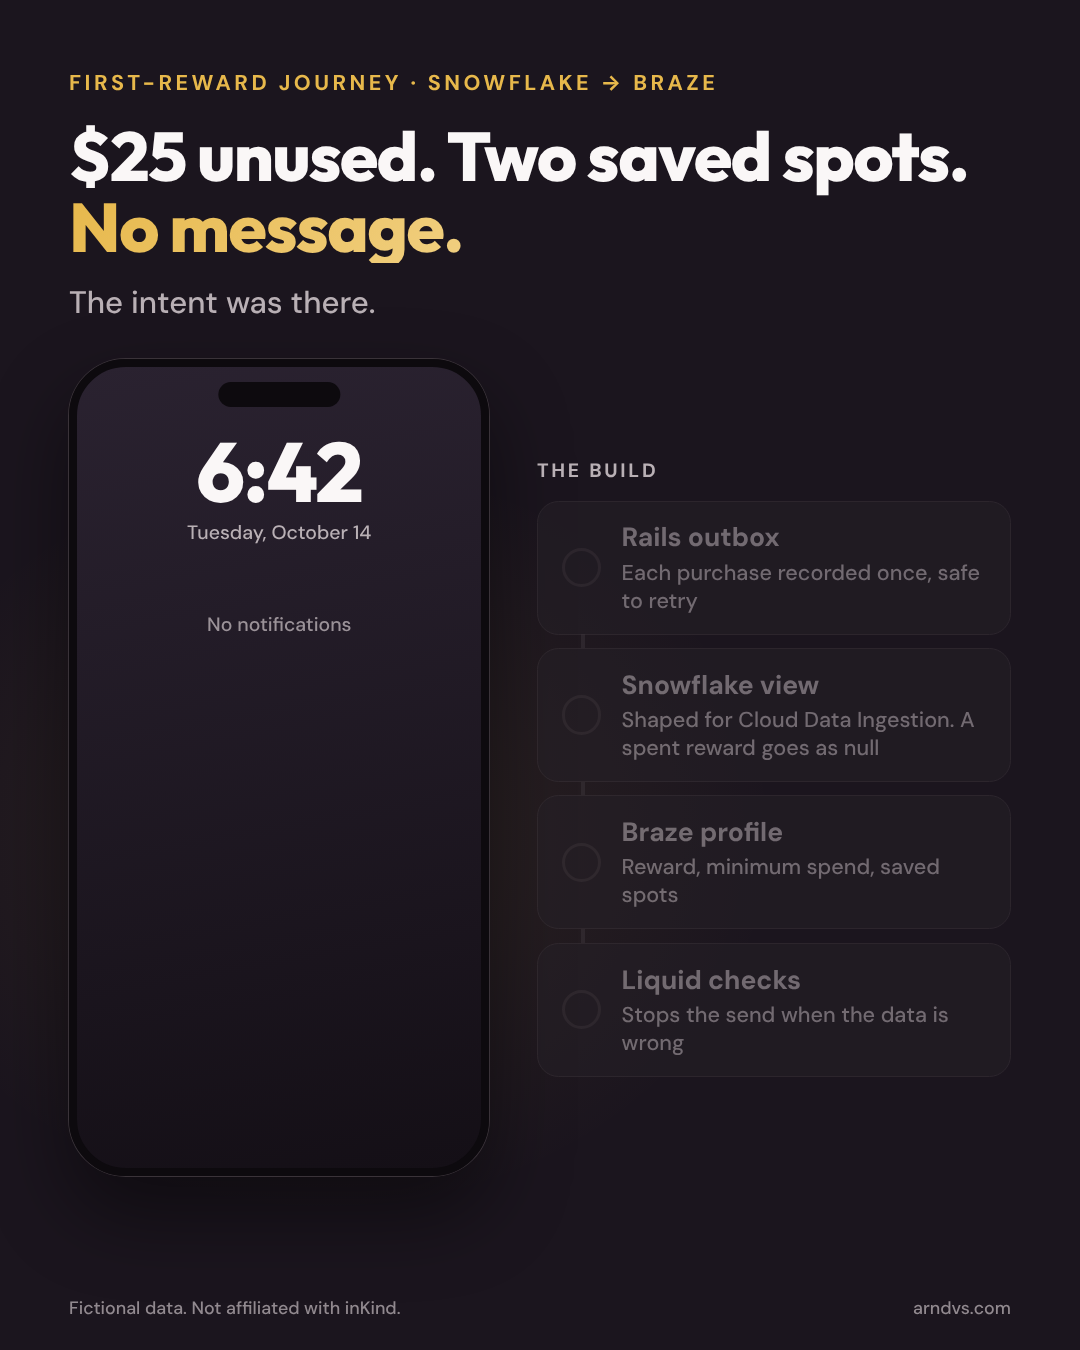 FIRST-REWARD JOURNEY · SNOWFLAKE → BRAZE
$25 unused. Two saved spots.
No message.
The intent was there.
6:42
Tuesday, October 14
No notifications
THE BUILD
Rails outbox
Each purchase recorded once, safe
to retry
Snowflake view
Shaped for Cloud Data Ingestion. A
spent reward goes as null
Braze profile
Reward, minimum spend, saved
spots
Liquid checks
Stops the send when the data is
wrong
Fictional data. Not affiliated with inKind.
arndvs.com